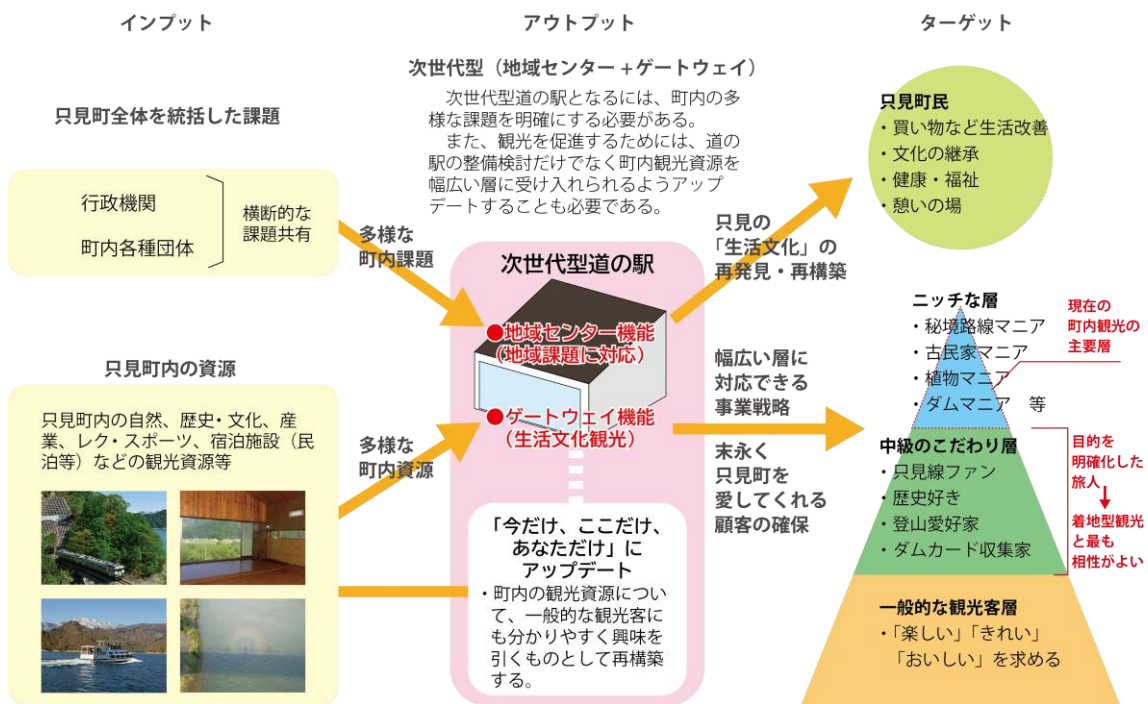 インプット
アウトプット
ターゲット
只見町全体を統括した課題
行政機関
町内各種団体
横断的な
課題共有
多様な
町内課題
只見町内の資源
只見町内の自然、歴史・文化、産
業、レク・スポーツ、宿泊施設（民
泊等）などの観光資源等
多様な
町内資源
次世代型（地域センター＋ゲートウェイ）
次世代型道の駅となるには、町内の多
様な課題を明確にする必要がある。
また、観光を促進するためには、道の
駅の整備検討だけでなく町内観光資源を
幅広い層に受け入れられるようアップ
デートすることも必要である。
次世代型道の駅
●地域センター機能
（地域課題に対応）
●ゲートウェイ機能
（生活文化観光）
「今だけ、ここだけ、
あなただけ」に
アップデート
・町内の観光資源につい
て、一般的な観光客に
も分かりやすく興味を
引くものとして再構築
する。
只見の
「生活文化」の
再発見・再構築
幅広い層に
対応できる
事業戦略
末永く
只見町を
愛してくれる
顧客の確保
只見町民
・買い物など生活改善
・文化の継承
・健康・福祉
・憩いの場
ニッチな層
・秘境路線マニア
・古民家マニア
・植物マニア
・ダムマニア　等
現在の
町内観光の
主要層
中級のこだわり層
・只見線ファン
・歴史好き
・登山愛好家
・ダムカード収集家
目的を
明確化した
旅人
着地型観光
と最も
相性がよい
一般的な観光客層
・「楽しい」「きれい」
「おいしい」を求める